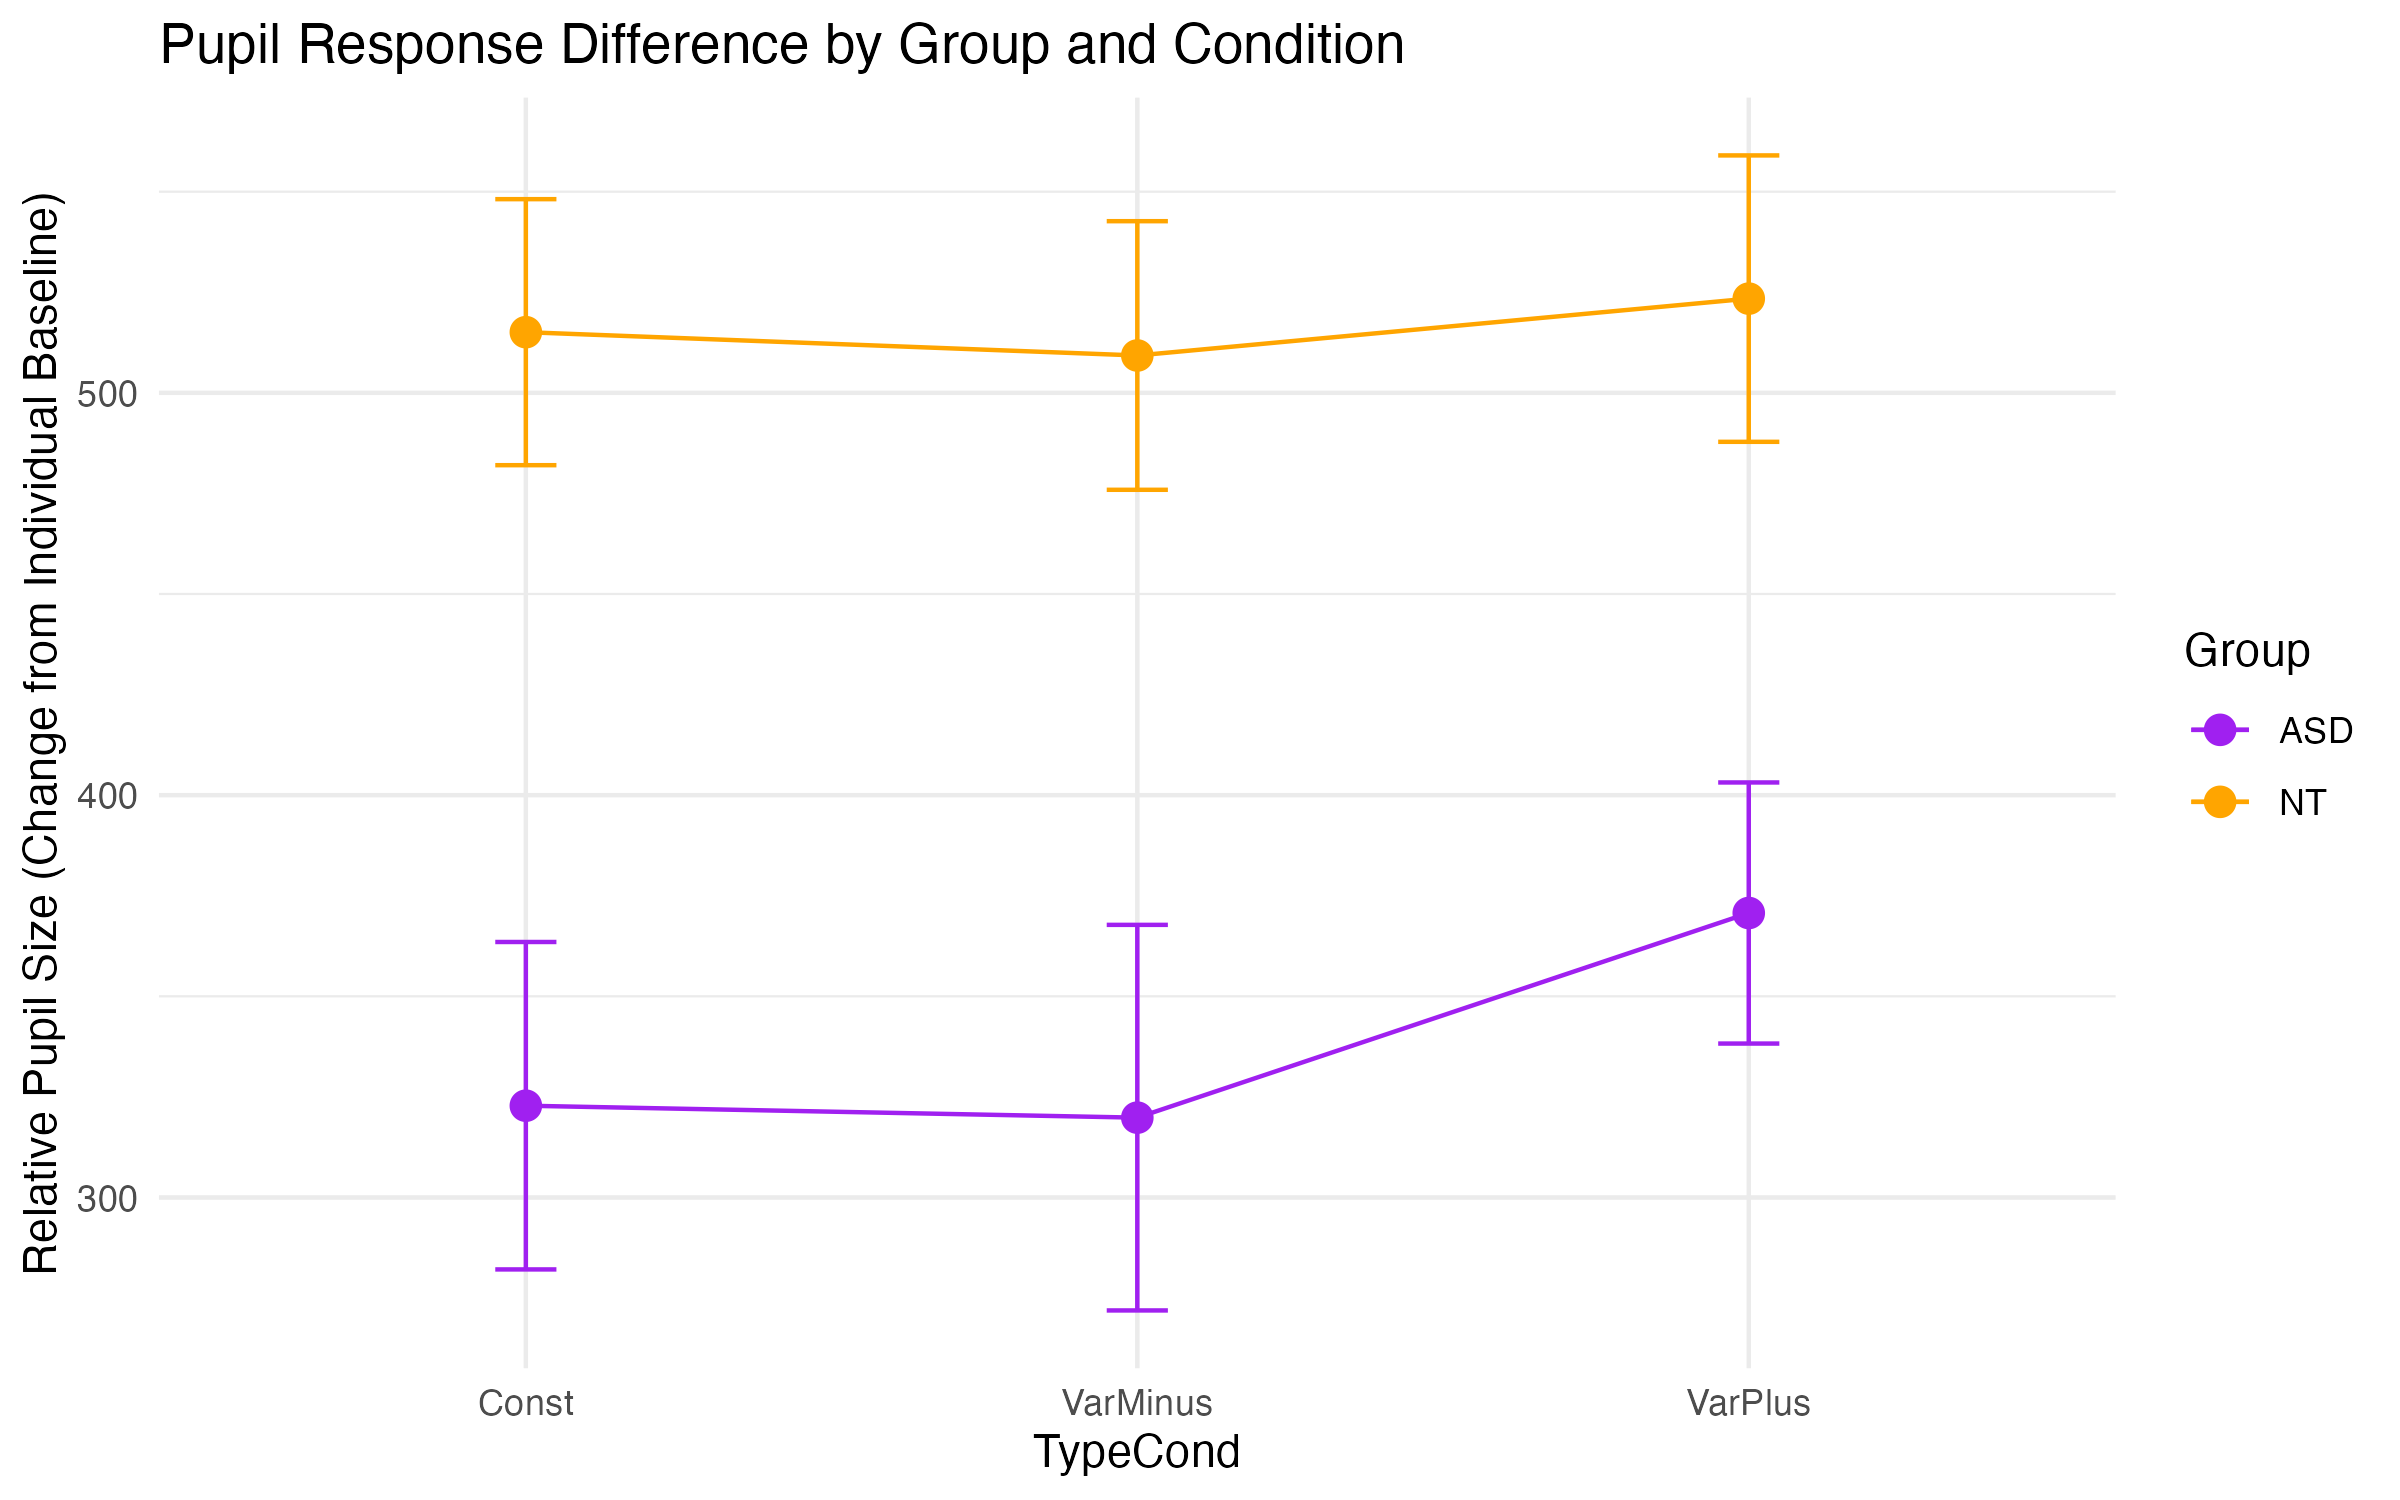 Pupil Response Difference by Group and Condition
Relative Pupil Size (Change from Individual Baseline)
500
400
300
Const
VarMinus
VarPlus
TypeCond
Group
ASD
NT